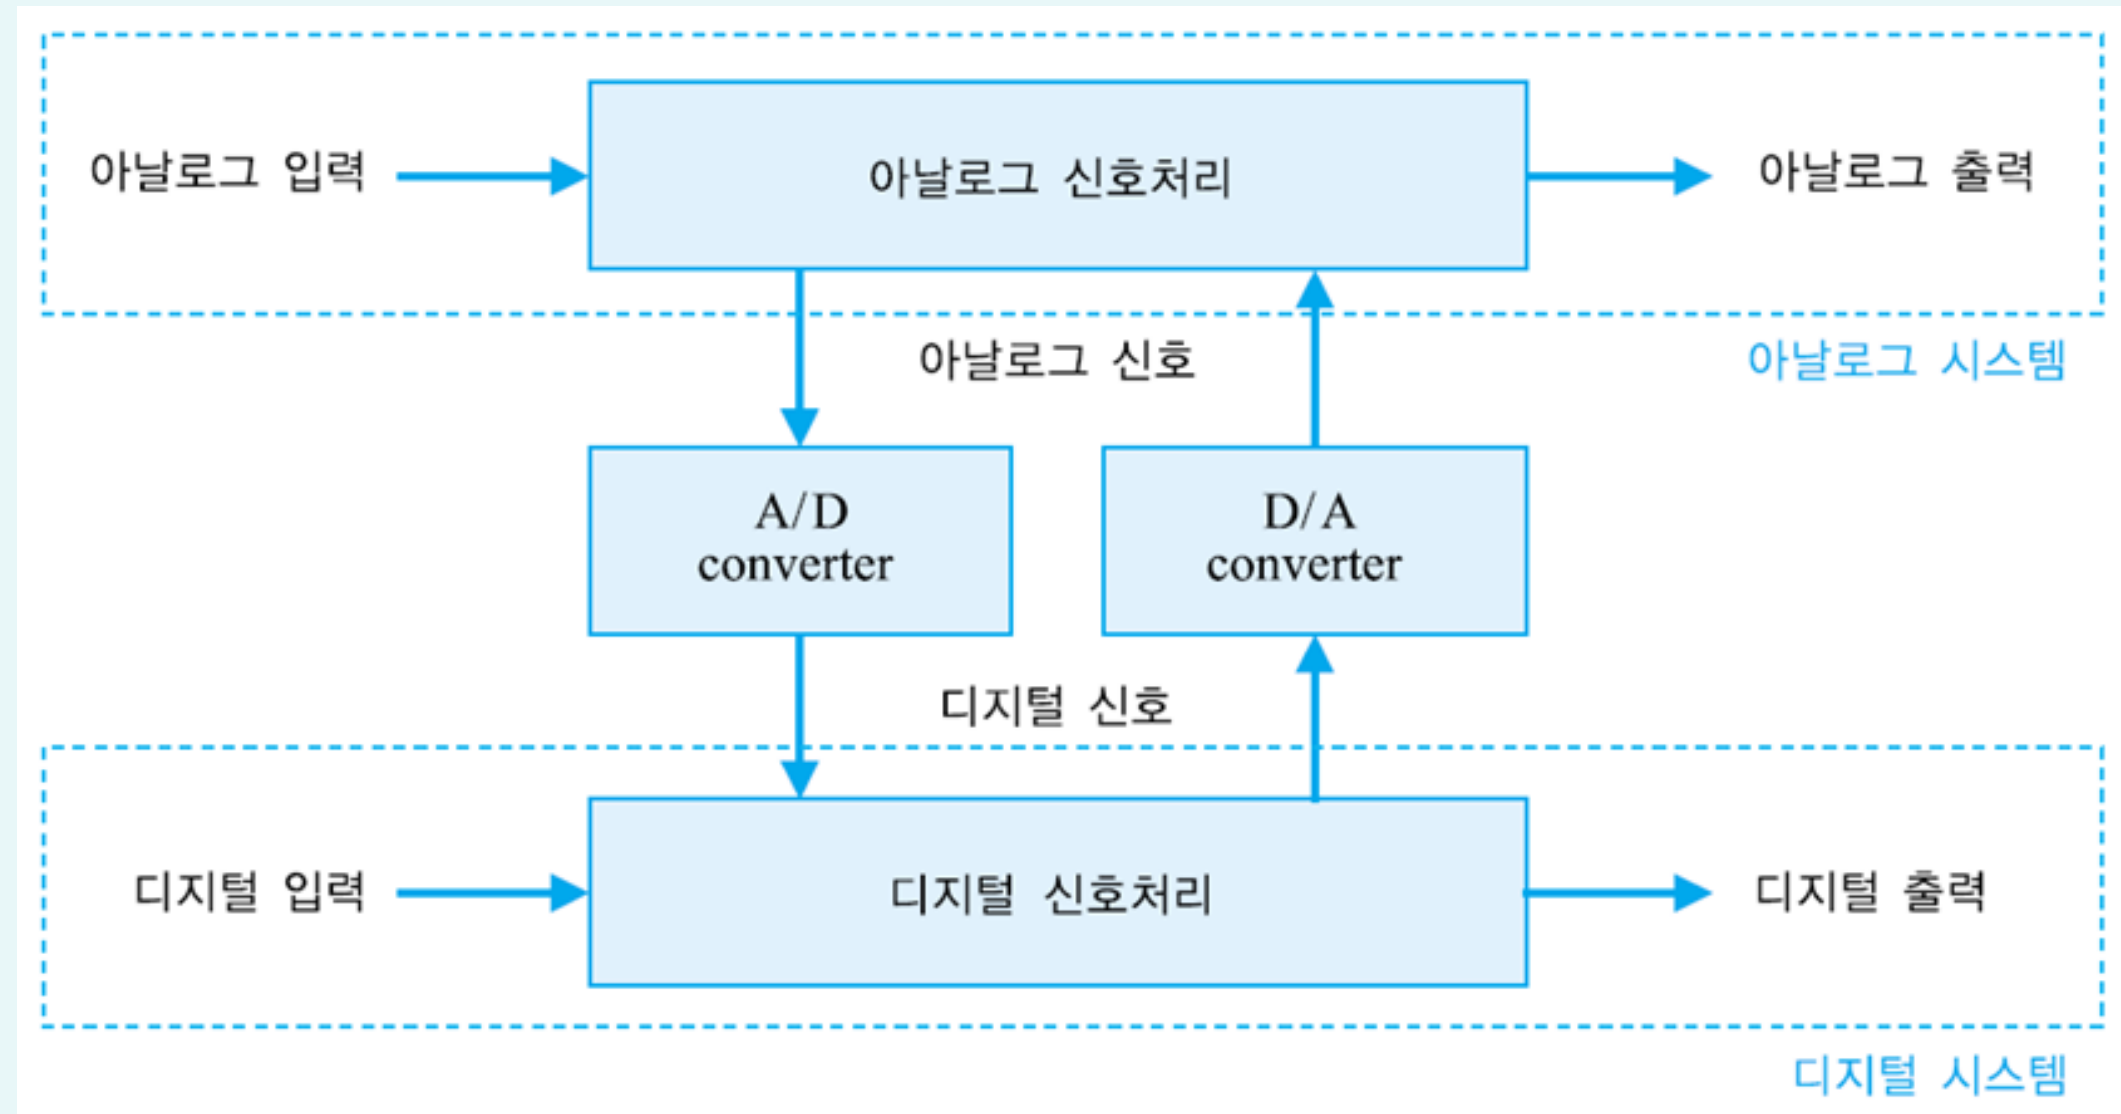 아날로그 입력
아날로그 신호처리
아날로그 출력
아날로그 신호
아날로그 시스템
A/D
converter
D/A
converter
디지털 신호
디지털 입력
디지털 신호처리
디지털 출력
디지털 시스템